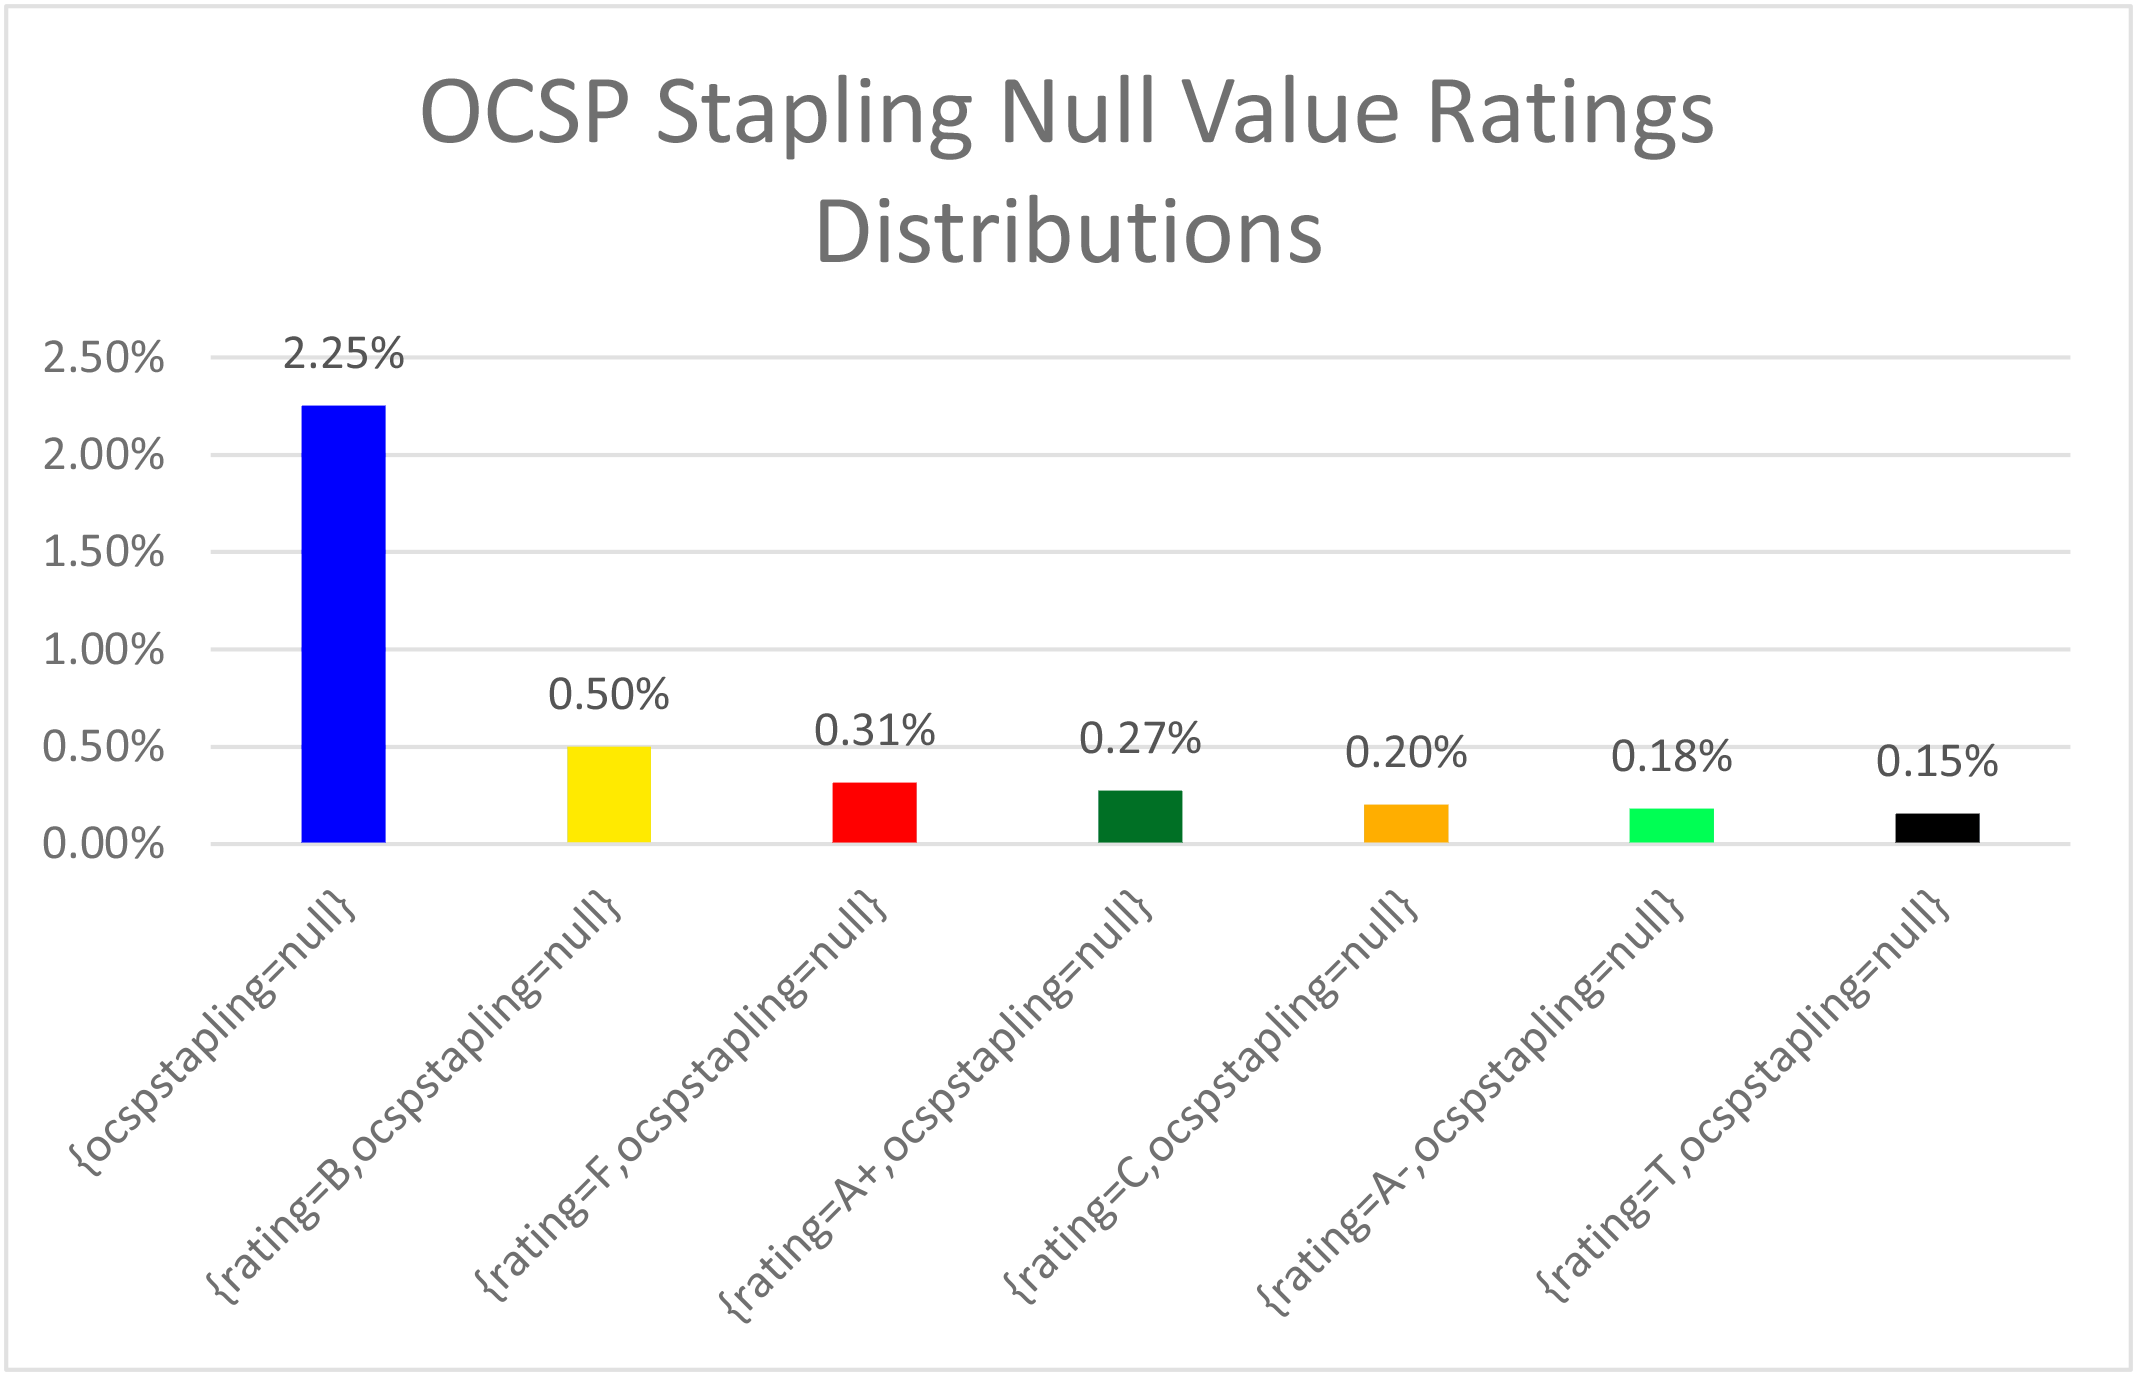 OCSP Stapling Null Value Ratings
Distributions
2.50%
2.00%
1.50%
1.00%
0.50%
0.00%
2.25%
0.50%
0.31%
0.27%
0.20%
0.18%
0.15%
{ocspstapling=null}
{rating=B,ocspstapling=null}
{rating=F,ocspstapling=null}
{rating=A+,ocspstapling=null}
{rating=C,ocspstapling=null}
{rating=A-,ocspstapling=null}
{rating=T,ocspstapling=null}